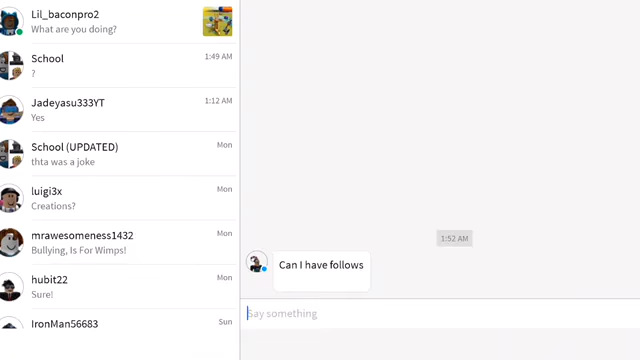 Lil_baconpro2
What are you doing?
School
1:49 AM
?
Jadeyasu333YT
1:12 AM
Yes
School (UPDATED)
Mon
thta was a joke
luigi3x
Mon
Creations?
mrawesomeness1432
Mon
Bullying, Is For Wimps!
hubit22
Mon
Sure!
IronMan56683
Sun
1:52 AM
Can I have follows
Say something